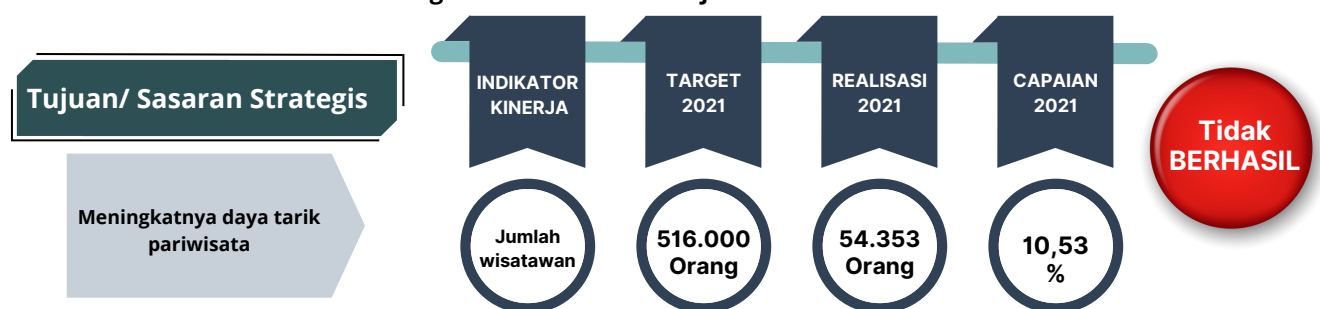 Tujuan/ Sasaran Strategis
INDIKATOR
KINERJA
TARGET
2021
REALISASI
2021
CAPAIAN
2021
Tidak
BERHASIL
Meningkatnya daya tarik
pariwisata
Jumlah
wisatawan
516.000
Orang
54.353
Orang
10,53
%